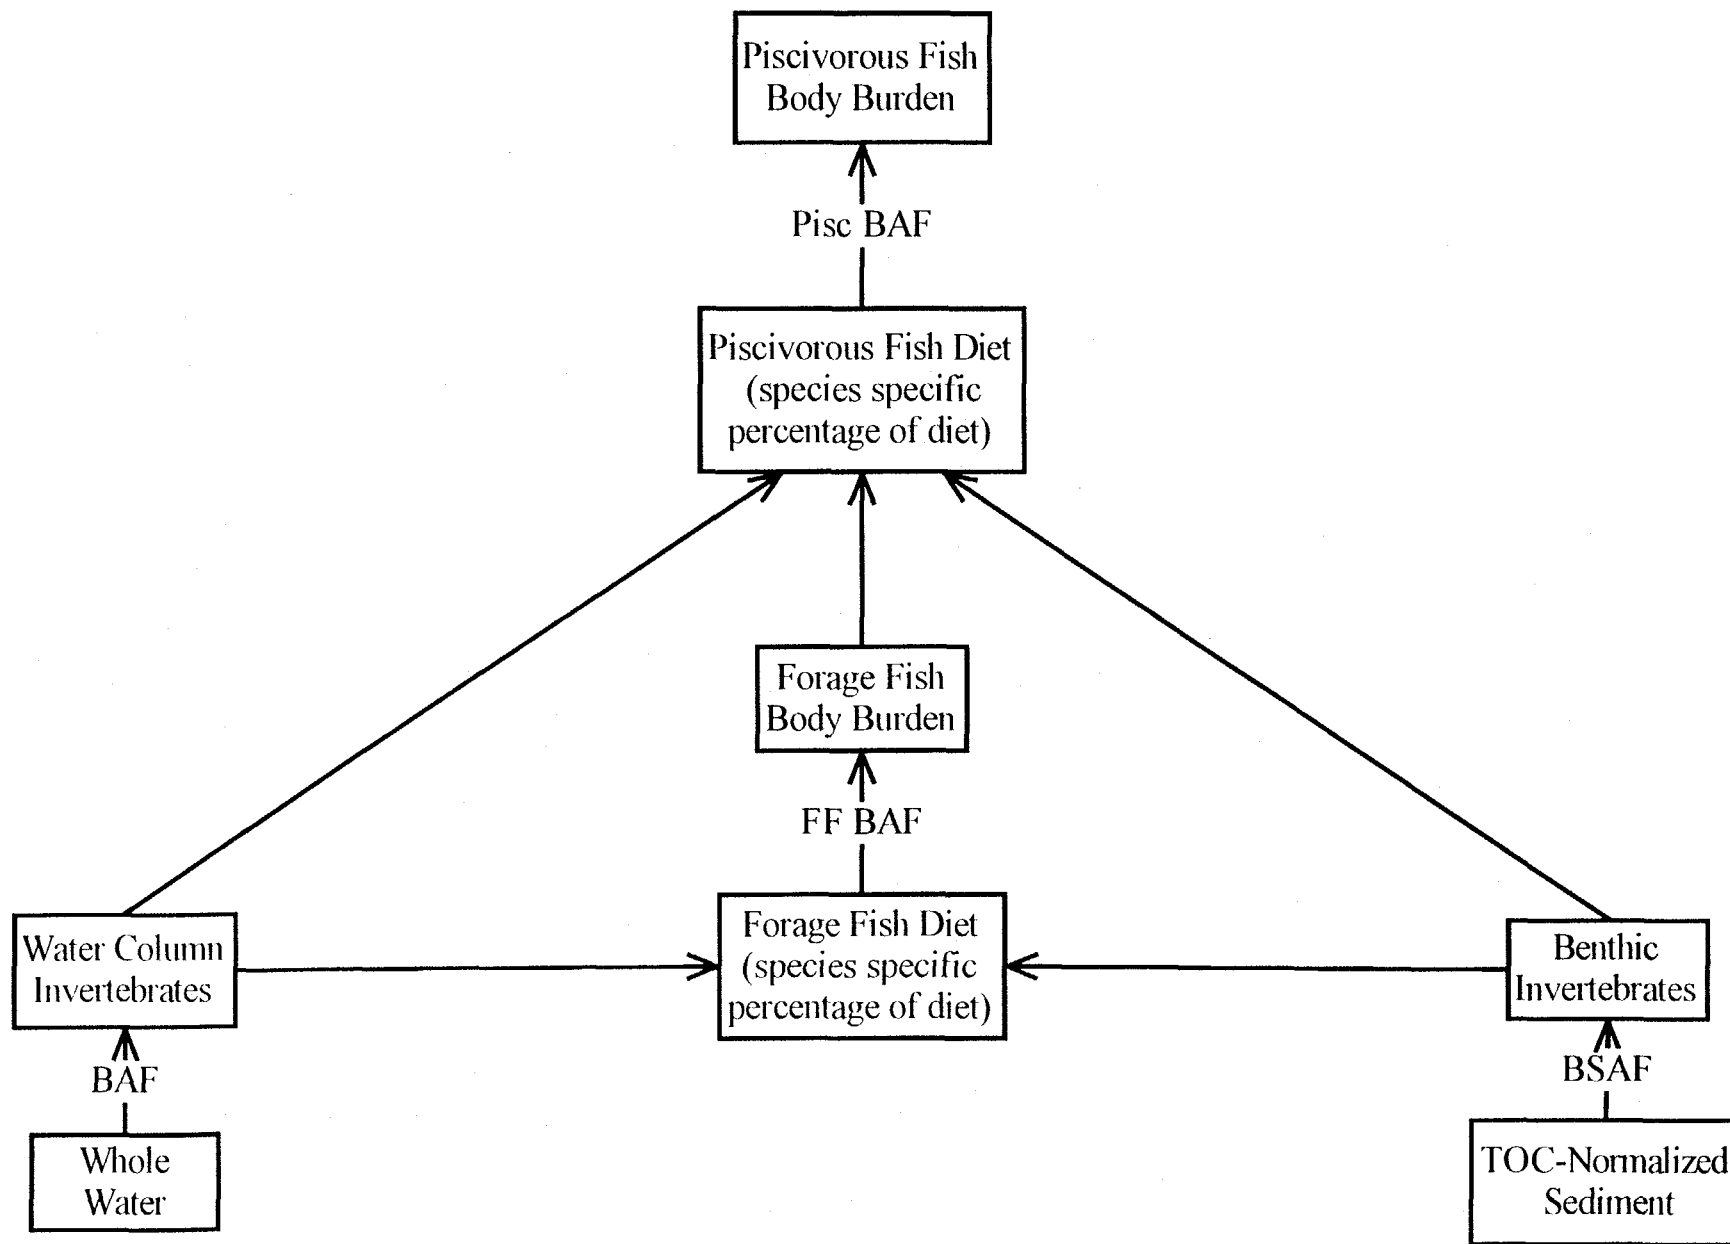 Piscivorous Fish
Body Burden
Pisc BAF
Piscivorous Fish Diet
(species specific
percentage of diet)
Forage Fish
Body Burden
FF BAF
Water Column
Invertebrates
Forage Fish Diet
(species specific
percentage of diet)
Benthic
Invertebrates
BAF
BSAF
Whole
Water
TOC-Normalized
Sediment